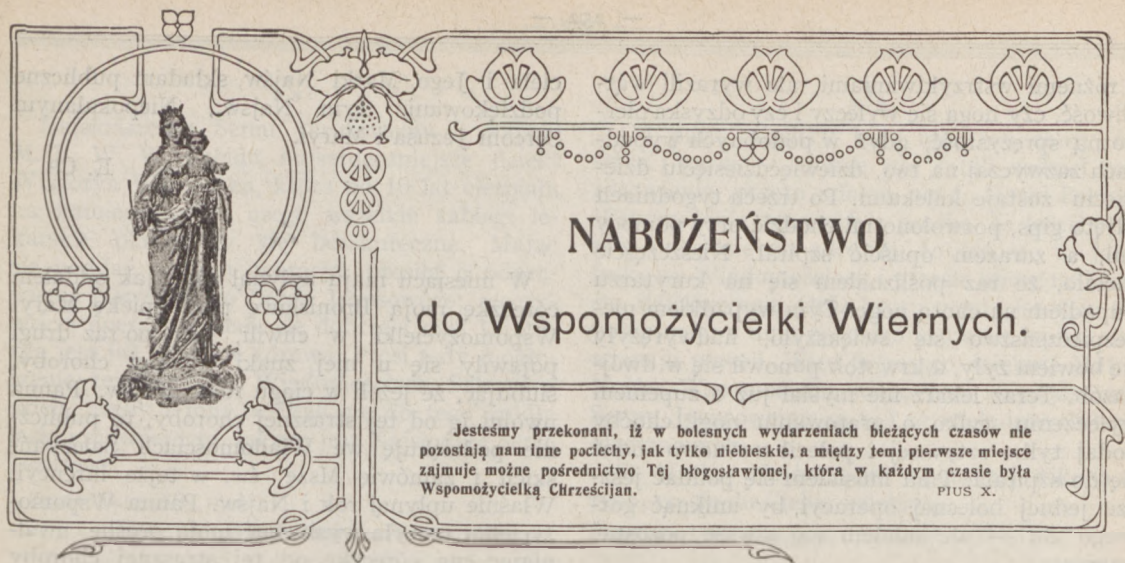 NABOŻEŃSTWO
do Wspomożycielki Wiernych.
Jesteśmy przekonani, iż w bolesnych wydarzeniach bieżących czasów nie
pozostają nam inne pociechy, jak tylko niebieskie, a między temi pierwsze miejsce
zajmuje możne pośrednictwo Tej błogosławionej, która w każdym czasie była
Wspomożycielką Chrześcijan. PIUS X.